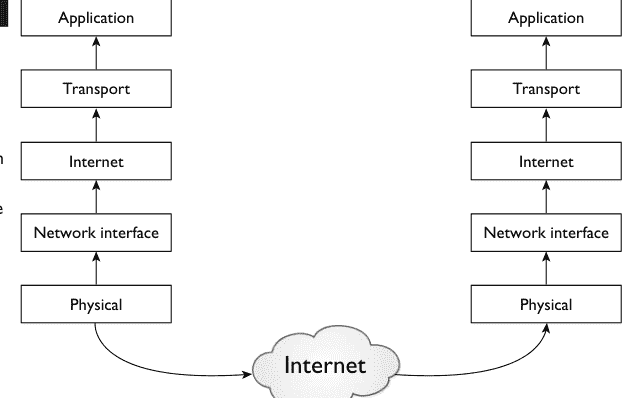 Application
Application
Transport
Transport
Internet
Internet
Network interface
Network interface
Physical
Physical
Internet